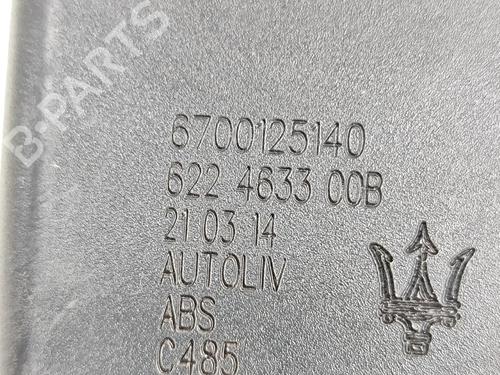 B-PARTS
6700125140
622 4633 00B
21 03 14
AUTOLIV
ABS
C485